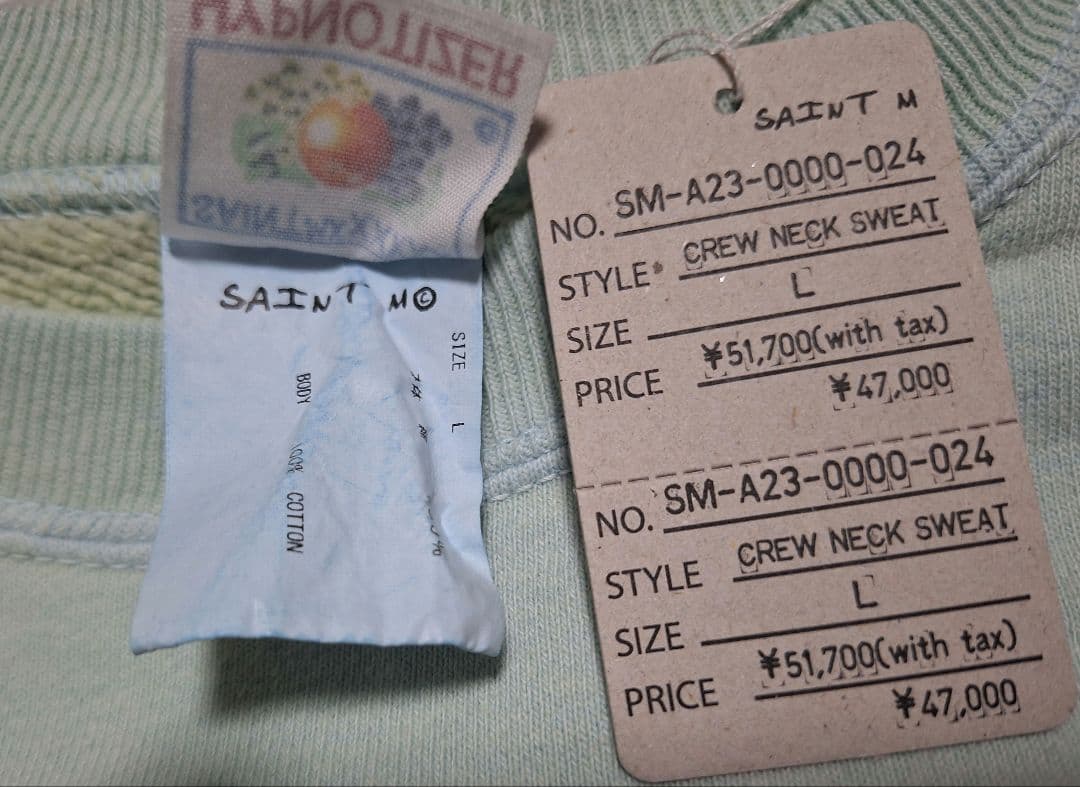 HYPNOTIZER
SAINT M©
SIZE L
BODY 100% COTTON
SAINT M
NO. SM-A23-0000-024
STYLE CREW NECK SWEAT
SIZE L
PRICE ¥51,700(with tax)
¥47,000
NO. SM-A23-0000-024
STYLE CREW NECK SWEAT
SIZE L
PRICE ¥51,700(with tax)
¥47,000